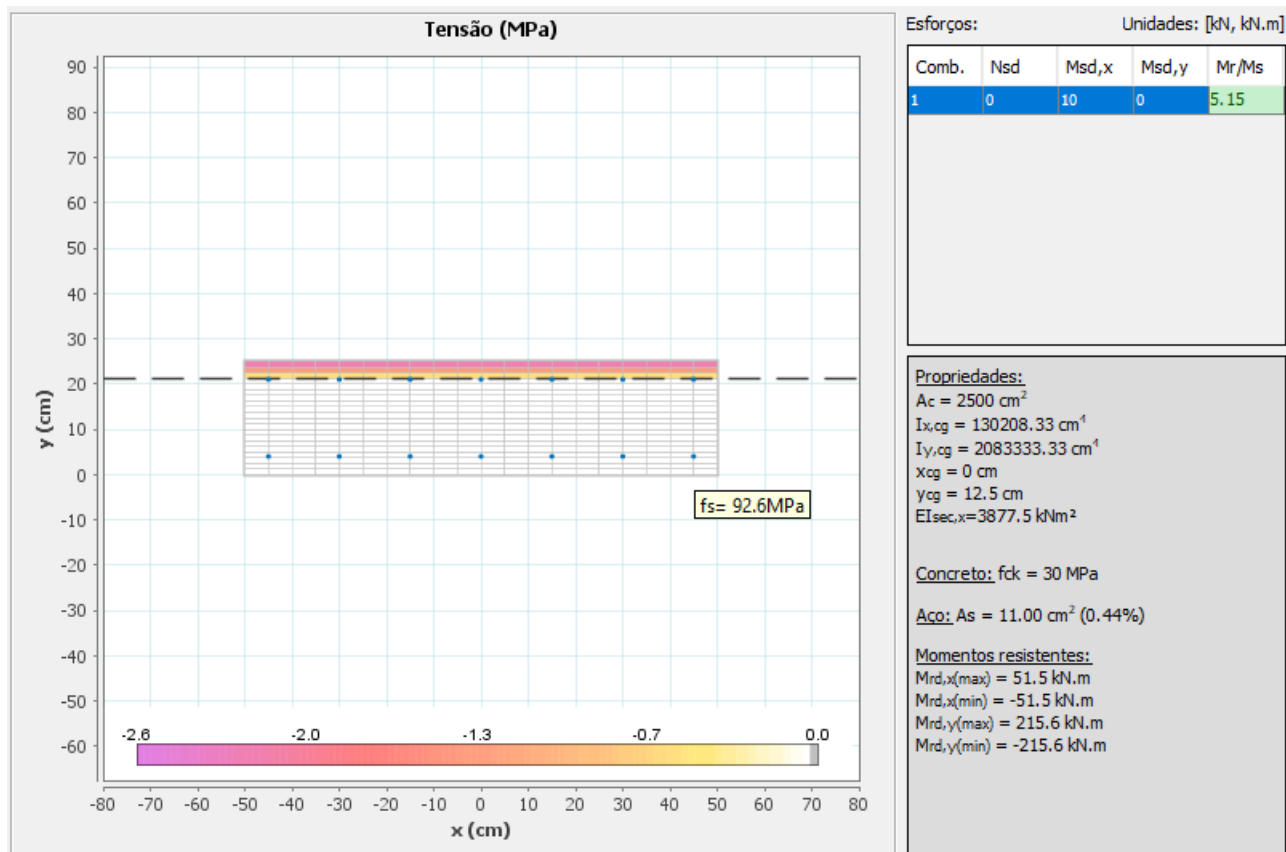 Tensão (MPa)
90
80
70
60
50
40
30
20
10
0
-10
-20
-30
-40
-50
-60
y (cm)
fs= 92.6MPa
-2.6 -2.0 -1.3 -0.7 0.0
-80 -70 -60 -50 -40 -30 -20 -10 0 10 20 30 40 50 60 70 80
x (cm)
Esforços: Unidades: [kN, kN.m]
Comb. Nsd Msd,x Msd,y Mr/Ms
1 0 10 0 5.15
Propriedades:
Ac = 2500 cm²
Ix,cg = 130208.33 cm⁴
Iy,cg = 2083333.33 cm⁴
xcg = 0 cm
ycg = 12.5 cm
EIsec,x=3877.5 kNm²
Concreto: fck = 30 MPa
Aço: As = 11.00 cm² (0.44%)
Momentos resistentes:
Mrd,x(max) = 51.5 kN.m
Mrd,x(min) = -51.5 kN.m
Mrd,y(max) = 215.6 kN.m
Mrd,y(min) = -215.6 kN.m